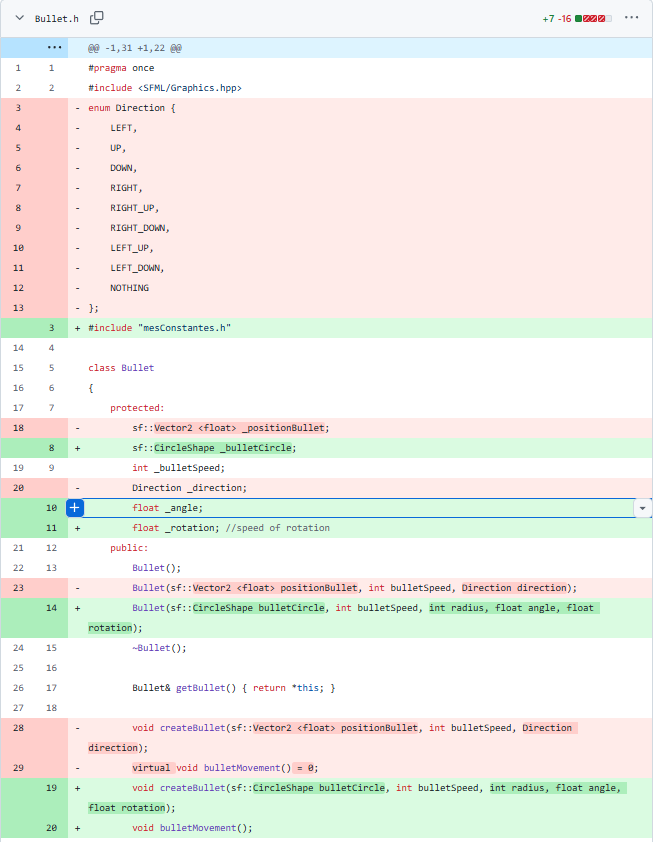 Bullet.h +7 -16
@@ -1,31 +1,22 @@
1 1 #pragma once
2 2 #include <SFML/Graphics.hpp>
3 - enum Direction {
4 - LEFT,
5 - UP,
6 - DOWN,
7 - RIGHT,
8 - RIGHT_UP,
9 - RIGHT_DOWN,
10 - LEFT_UP,
11 - LEFT_DOWN,
12 - NOTHING
13 - };
3 + #include "mesConstantes.h"
14 4
15 5 class Bullet
16 6 {
17 7 protected:
18 - sf::Vector2 <float> _positionBullet;
8 + sf::CircleShape _bulletCircle;
19 9 int _bulletSpeed;
20 - Direction _direction;
10 + float _angle;
11 + float _rotation; //speed of rotation
21 12 public:
22 13 Bullet();
23 - Bullet(sf::Vector2 <float> positionBullet, int bulletSpeed, Direction direction);
14 + Bullet(sf::CircleShape bulletCircle, int bulletSpeed, int radius, float angle, float
rotation);
24 15 ~Bullet();
25 16
26 17 Bullet& getBullet() { return *this; }
27 18
28 - void createBullet(sf::Vector2 <float> positionBullet, int bulletSpeed, Direction
direction);
29 - virtual void bulletMovement() = 0;
19 + void createBullet(sf::CircleShape bulletCircle, int bulletSpeed, int radius, float angle,
float rotation);
20 + void bulletMovement();